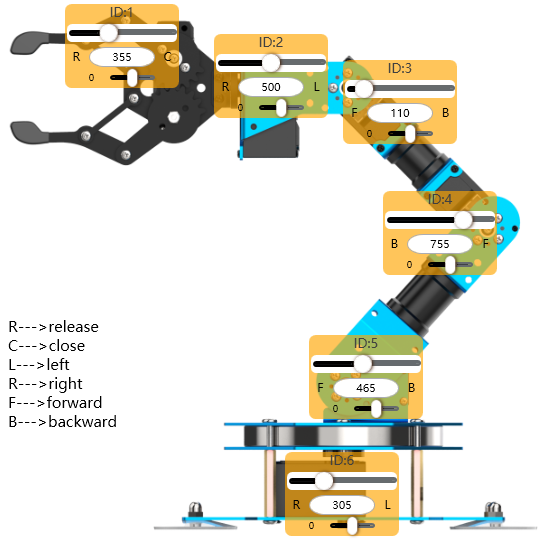 ID:1
R 355 C
0
ID:2
R 500 L
0
ID:3
F 110 B
0
ID:4
B 755 F
0
R--->release
C--->close
L--->left
R--->right
F--->forward
B--->backward
ID:5
F 465 B
0
ID:6
R 305 L
0